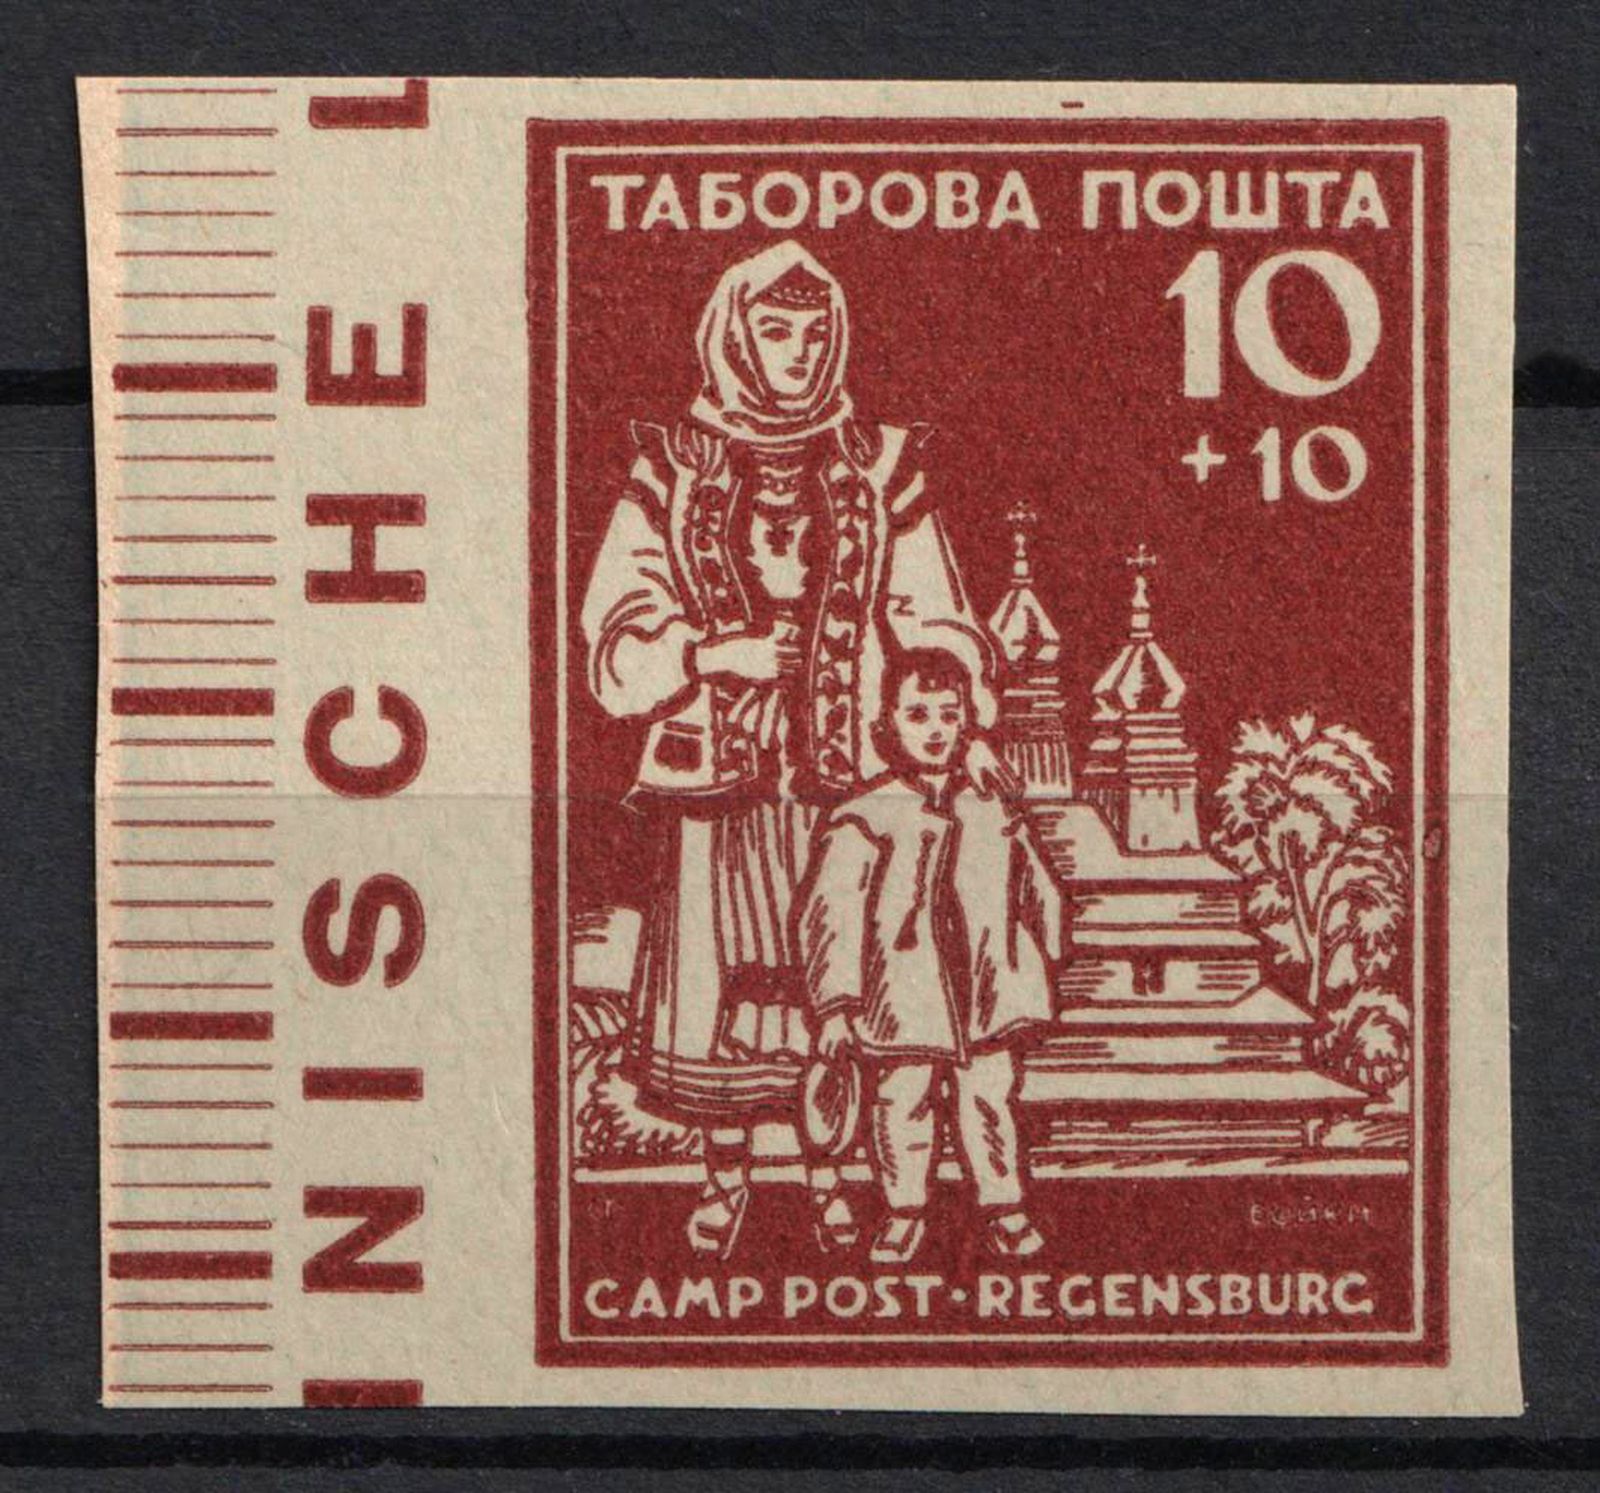 ТАБОРОВА ПОШТА
10
+10
CAMP POST·REGENSBURG
NISCHE